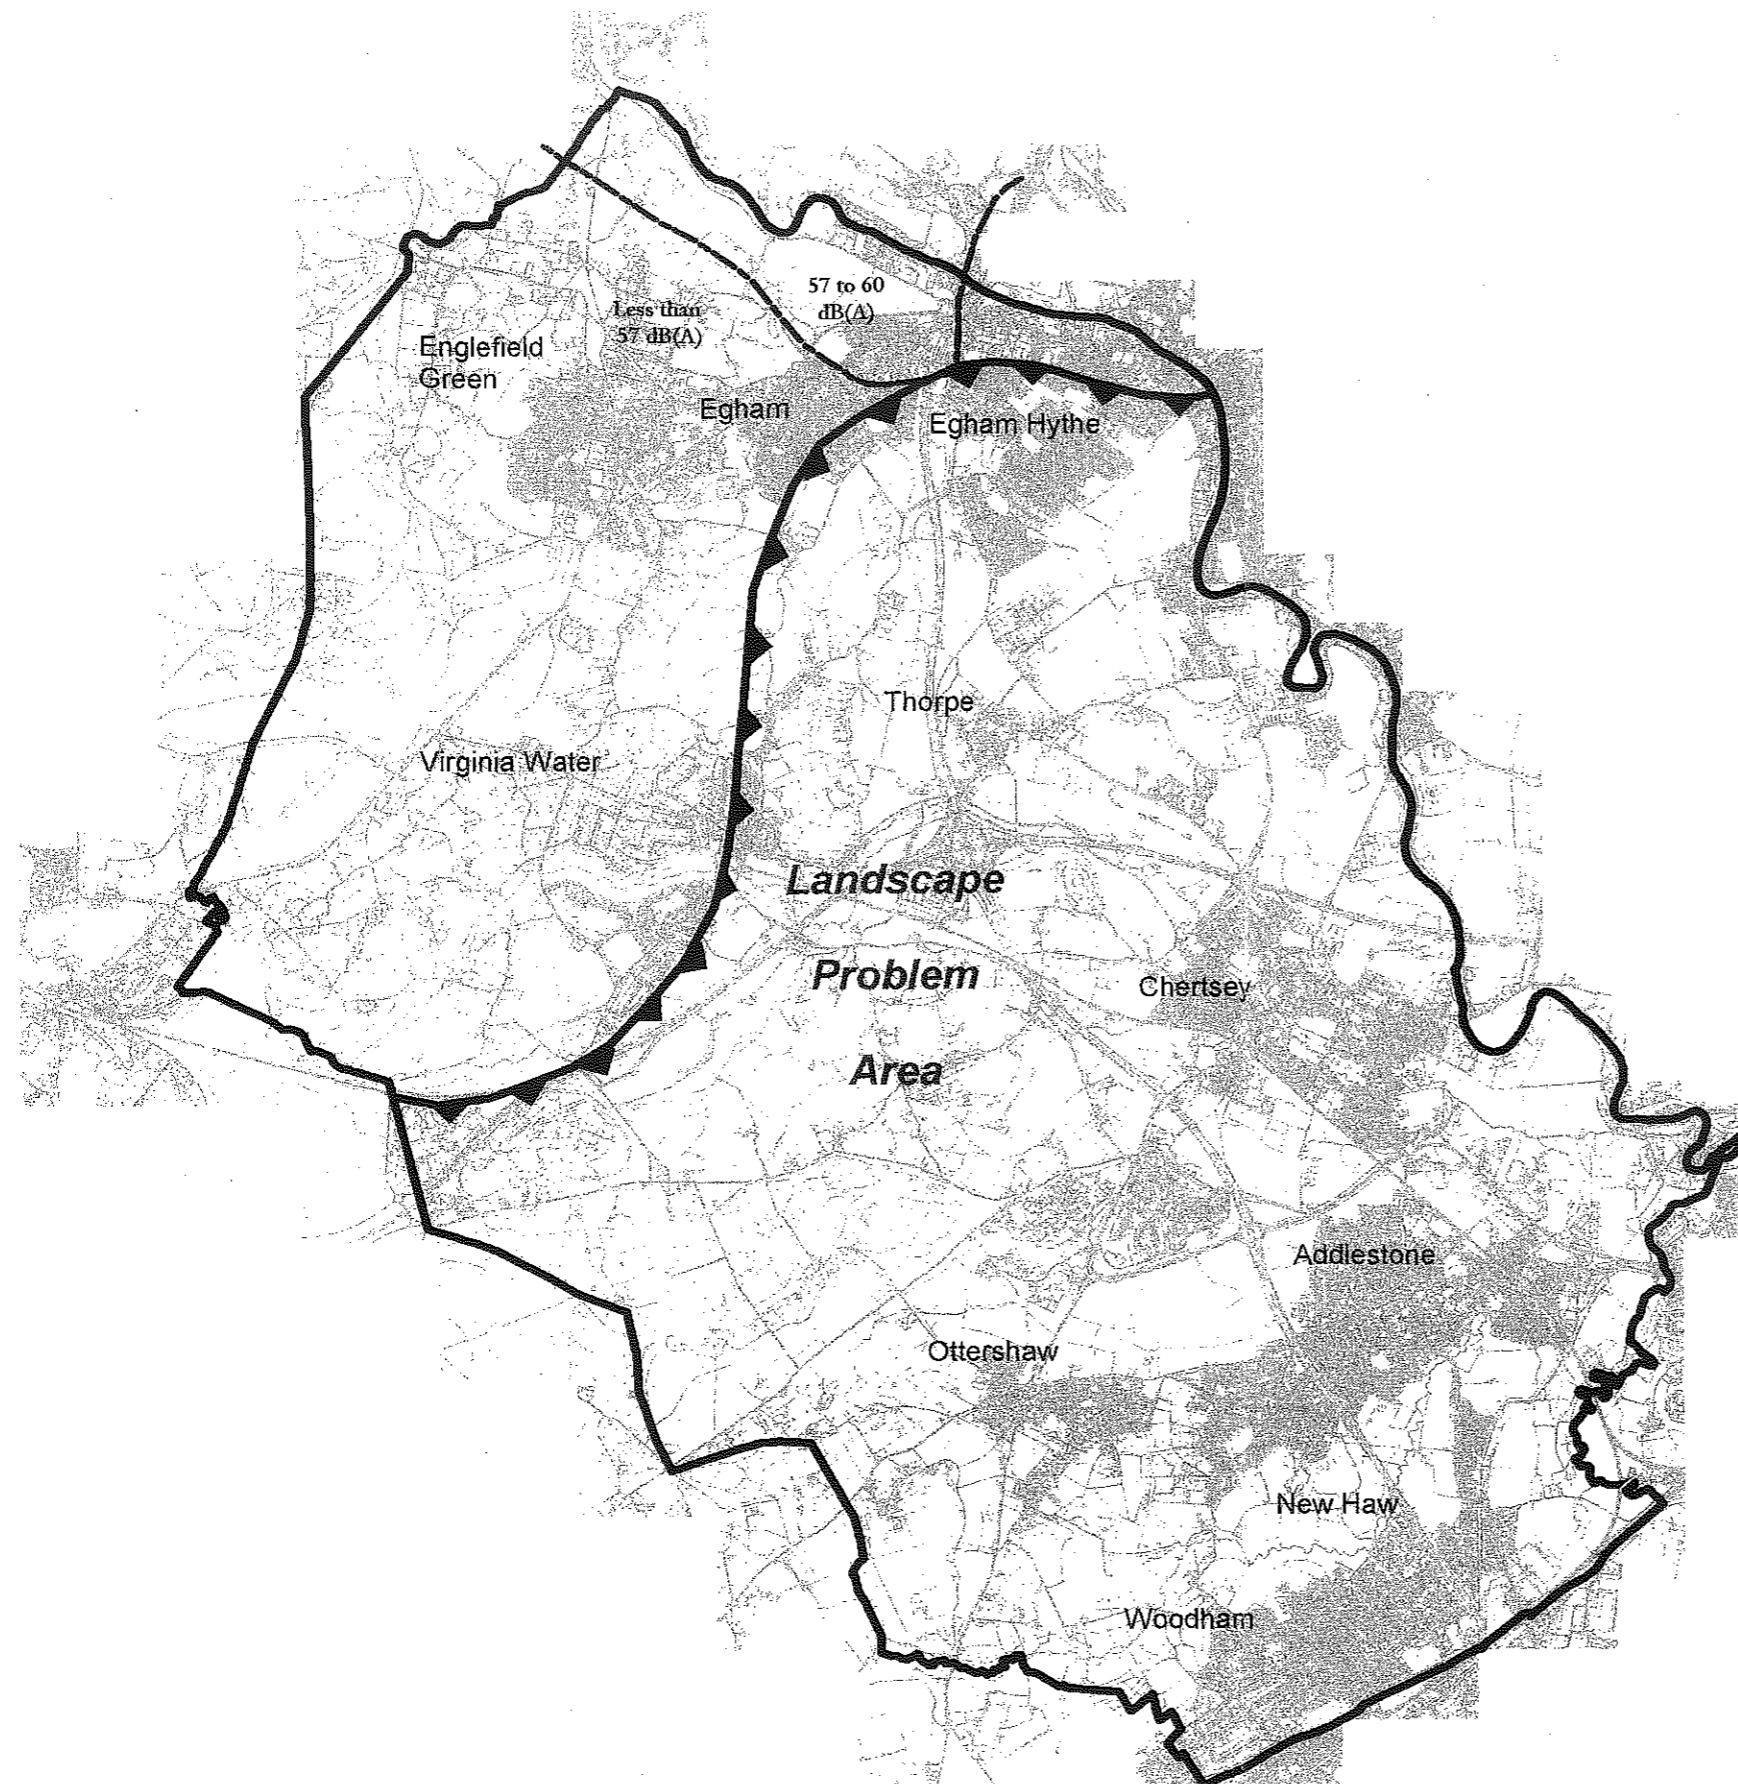 57 to 60
dB(A)
Less than
57 dB(A)
Englefield
Green
Egham
Egham Hythe
Thorpe
Virginia Water
Landscape
Problem
Area
Chertsey
Addlestone
Ottershaw
New Haw
Woodham